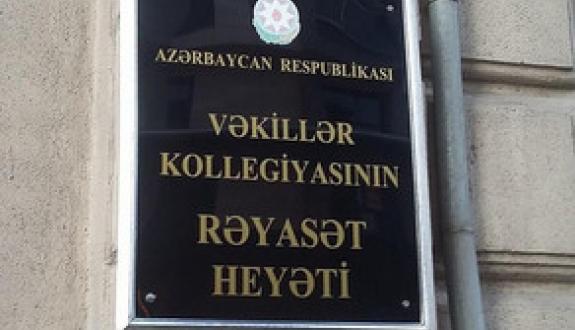 AZƏRBAYCAN RESPUBLİKASI
VƏKİLLƏR
KOLLEGİYASININ
RƏYASƏT
HEYƏTİ